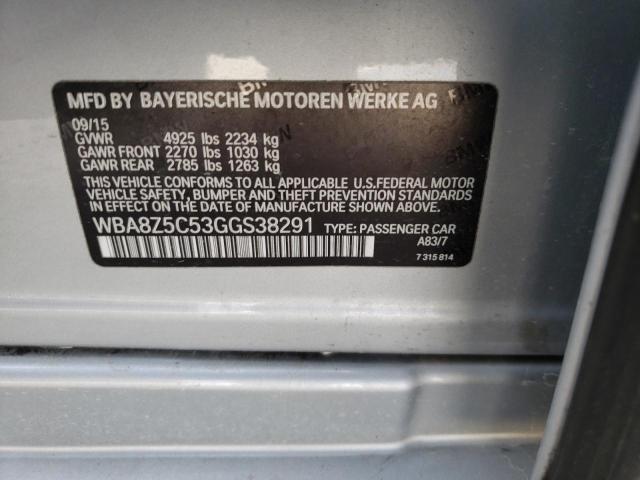 MFD BY BAYERISCHE MOTOREN WERKE AG
09/15
GVWR 4925 lbs 2234 kg
GAWR FRONT 2270 lbs 1030 kg
GAWR REAR 2785 lbs 1263 kg
THIS VEHICLE CONFORMS TO ALL APPLICABLE U.S.FEDERAL MOTOR
VEHICLE SAFETY, BUMPER AND THEFT PREVENTION STANDARDS
IN EFFECT ON THE DATE OF MANUFACTURE SHOWN ABOVE.
WBA8Z5C53GGS38291 TYPE: PASSENGER CAR
A83/7
7 315 814